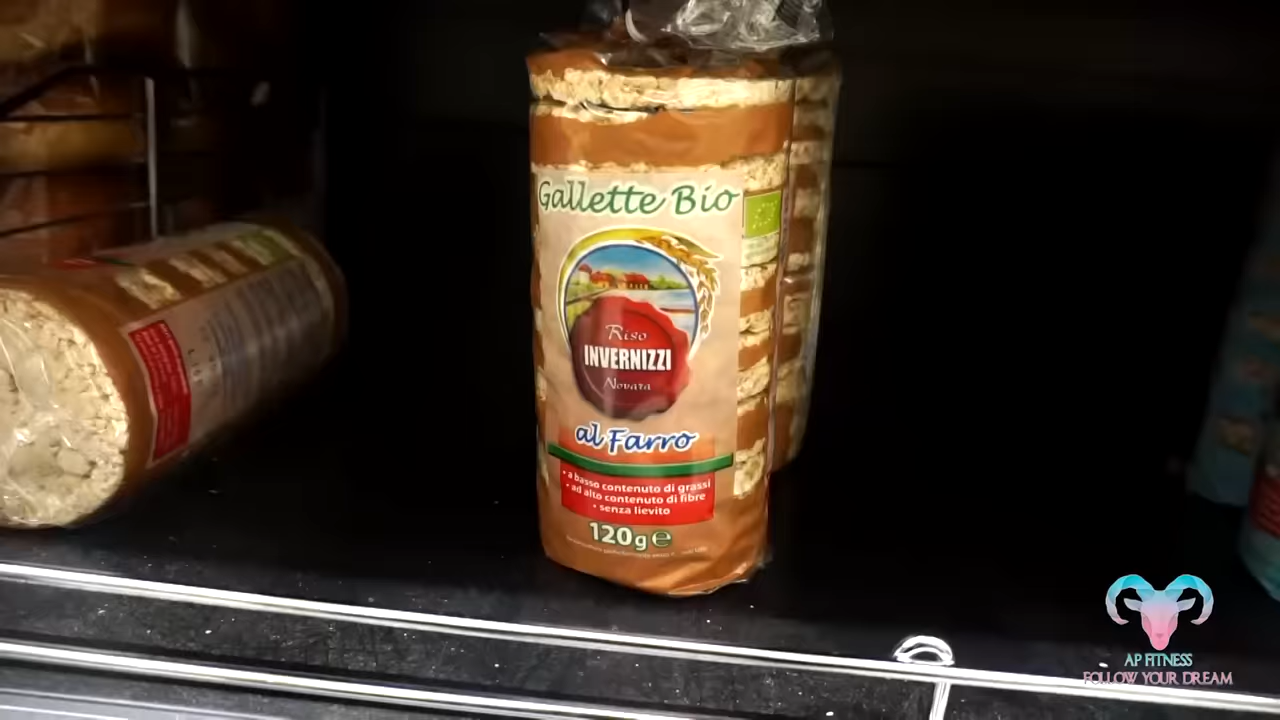 Gallette Bio
Riso
INVERNIZZI
Novara
al Farro
• a basso contenuto di grassi
• ad alto contenuto di fibre
• senza lievito
120g e
AP FITNESS
FOLLOW YOUR DREAM